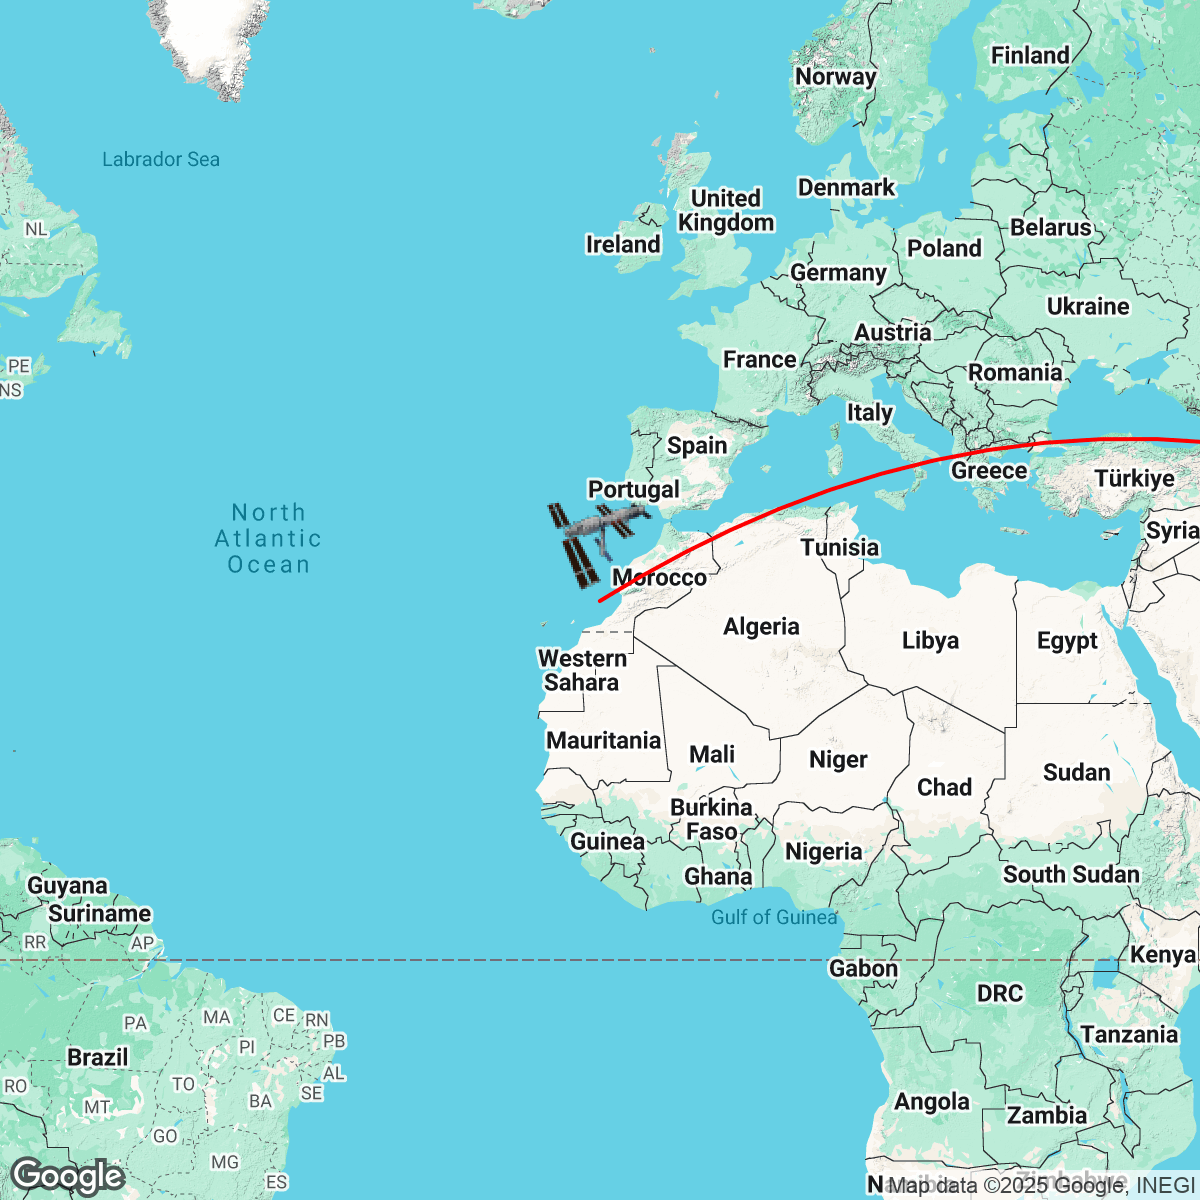 Finland
Norway
Labrador Sea
Denmark
United
Kingdom
NL
Belarus
Ireland
Poland
Germany
Ukraine
Austria
PE
France
Romania
NS
Italy
Spain
Greece
Türkiye
Portugal
North
Atlantic
Ocean
Syria
Tunisia
Morocco
Algeria
Libya
Egypt
Western
Sahara
Mauritania
Mali
Niger
Sudan
Chad
Burkina
Faso
Guinea
Nigeria
Ghana
South Sudan
Guyana
Suriname
Gulf of Guinea
RR
AP
Kenya
Gabon
DRC
PA
MA
CE
RN
Tanzania
PI
PB
Brazil
AL
TO
RO
SE
BA
MT
Angola
Zambia
GO
MG
ES
Google
Map data ©2025 Google, INEGI